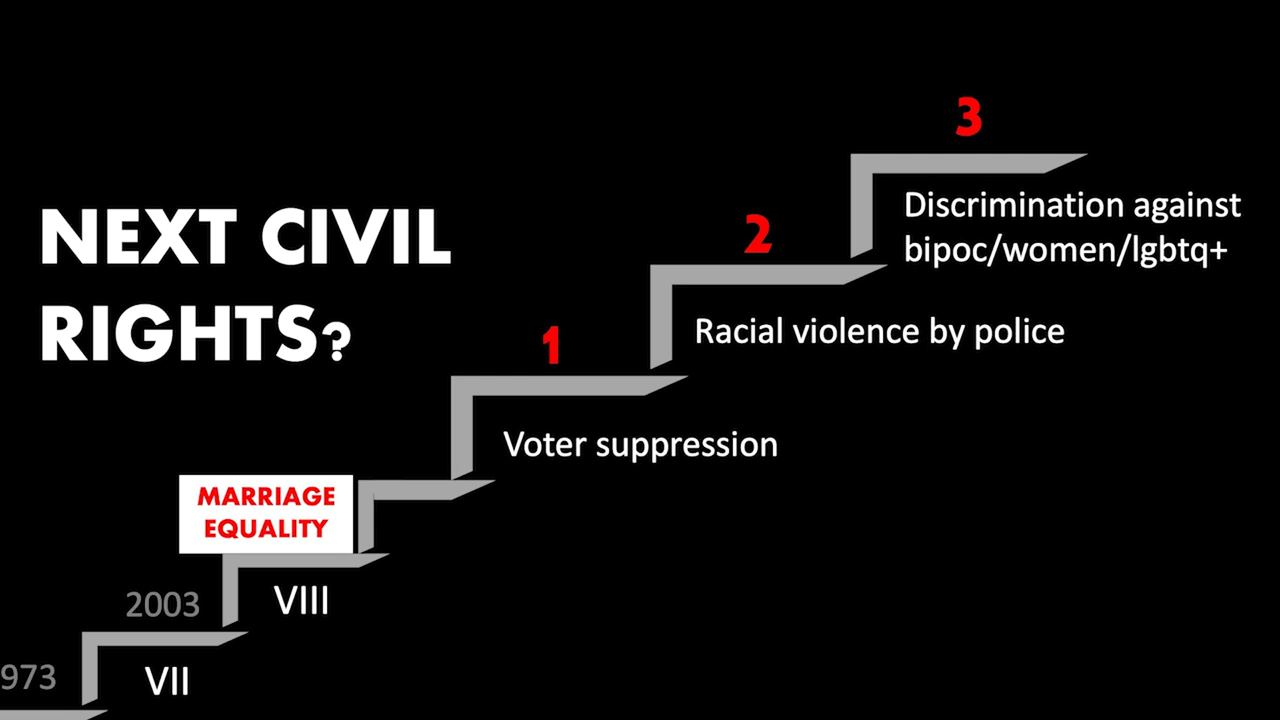 3
Discrimination against
bipoc/women/lgbtq+
2
NEXT CIVIL
RIGHTS?
Racial violence by police
1
Voter suppression
MARRIAGE
EQUALITY
2003
VIII
973
VII